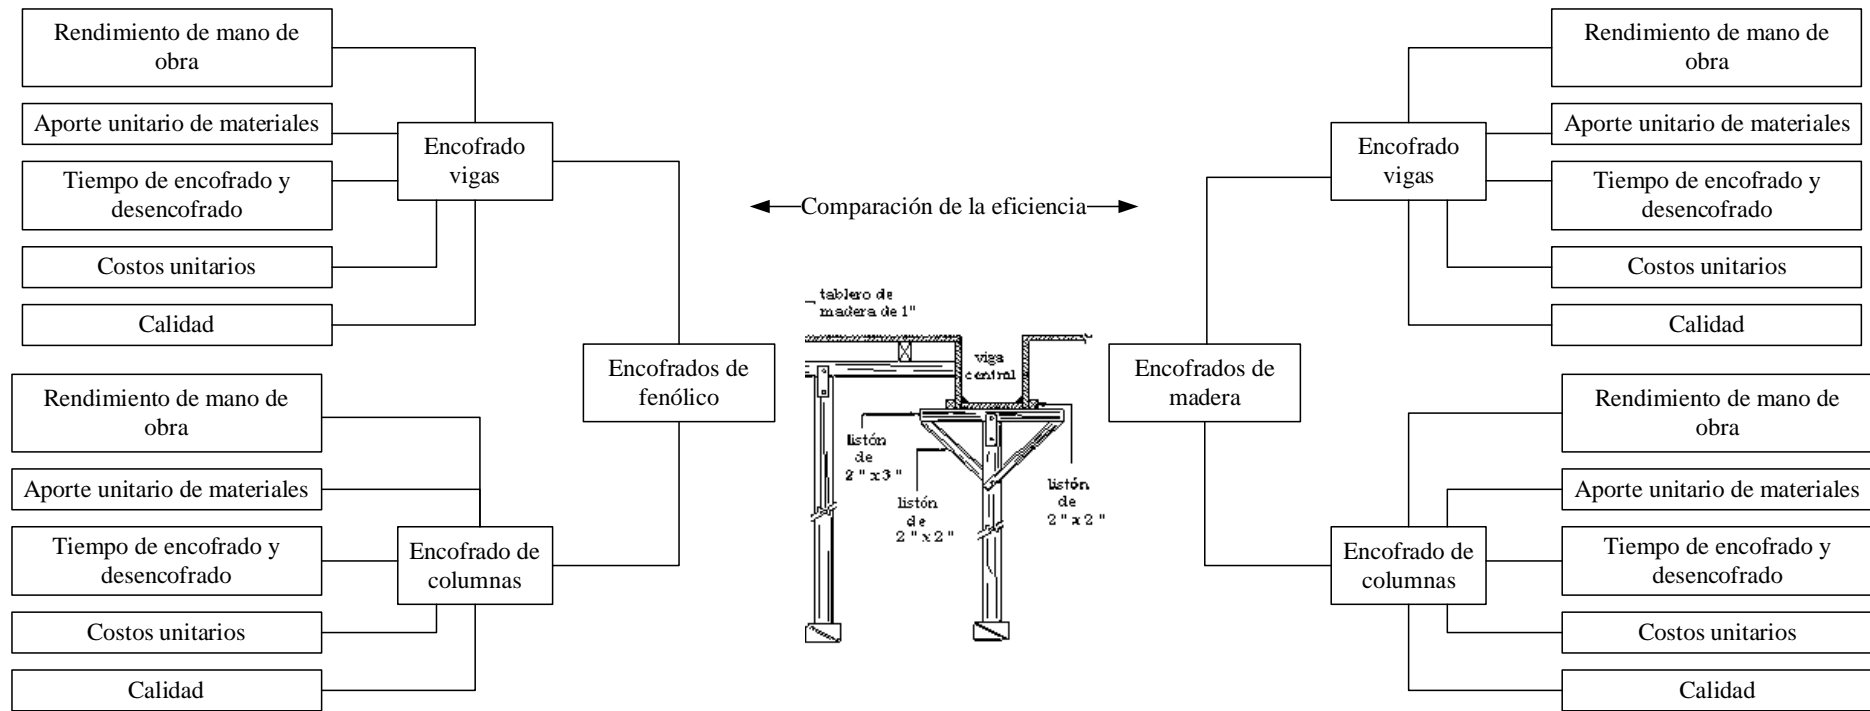 Rendimiento de mano de
obra
Aporte unitario de materiales
Tiempo de encofrado y
desencofrado
Costos unitarios
Calidad
Encofrado
vigas
Rendimiento de mano de
obra
Aporte unitario de materiales
Tiempo de encofrado y
desencofrado
Costos unitarios
Calidad
Encofrado de
columnas
Encofrados de
fenólico
Comparación de la eficiencia
tablero de
madera de 1"
viga
central
listón
de
2"x3"
listón
de
2"x2"
listón
de
2"x2"
Encofrados de
madera
Encofrado
vigas
Rendimiento de mano de
obra
Aporte unitario de materiales
Tiempo de encofrado y
desencofrado
Costos unitarios
Calidad
Encofrado de
columnas
Rendimiento de mano de
obra
Aporte unitario de materiales
Tiempo de encofrado y
desencofrado
Costos unitarios
Calidad